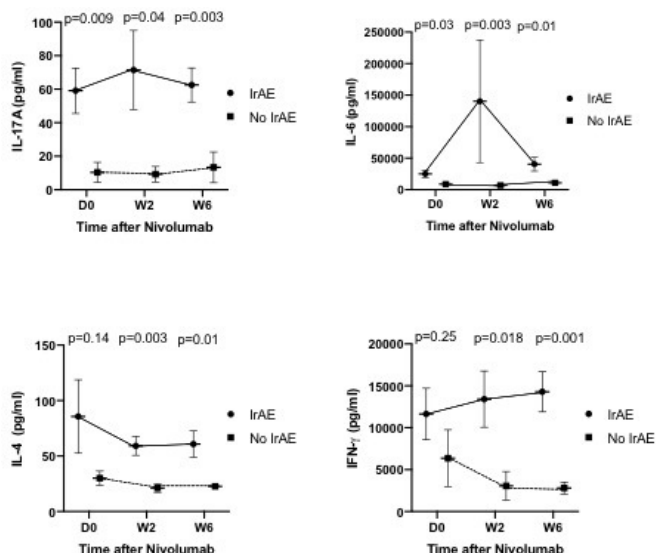 p=0.009 p=0.04 p=0.003
100
80
60
40
20
0
IL-17A (pg/ml)
D0 W2 W6
Time after Nivolumab
IrAE
No IrAE
p=0.03 p=0.003 p=0.01
250000
200000
150000
100000
50000
0
IL-6 (pg/ml)
D0 W2 W6
Time after Nivolumab
IrAE
No IrAE
p=0.14 p=0.003 p=0.01
150
100
50
0
IL-4 (pg/ml)
D0 W2 W6
Time after Nivolumab
IrAE
No IrAE
p=0.25 p=0.018 p=0.001
20000
15000
10000
5000
0
IFN-γ (pg/ml)
D0 W2 W6
Time after Nivolumab
IrAE
No IrAE